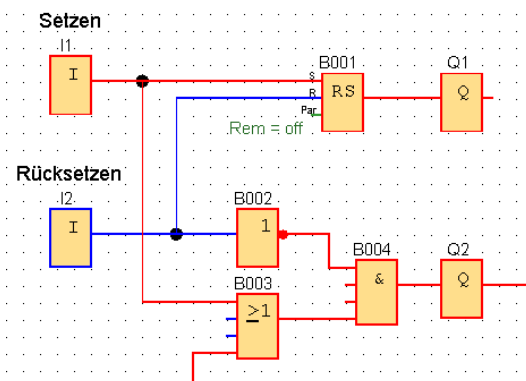 Setzen
I1
I
B001
S
R
Par
RS
Rem = off
Q1
Q
Rücksetzen
I2
I
B002
1
B003
≥1
B004
&
Q2
Q